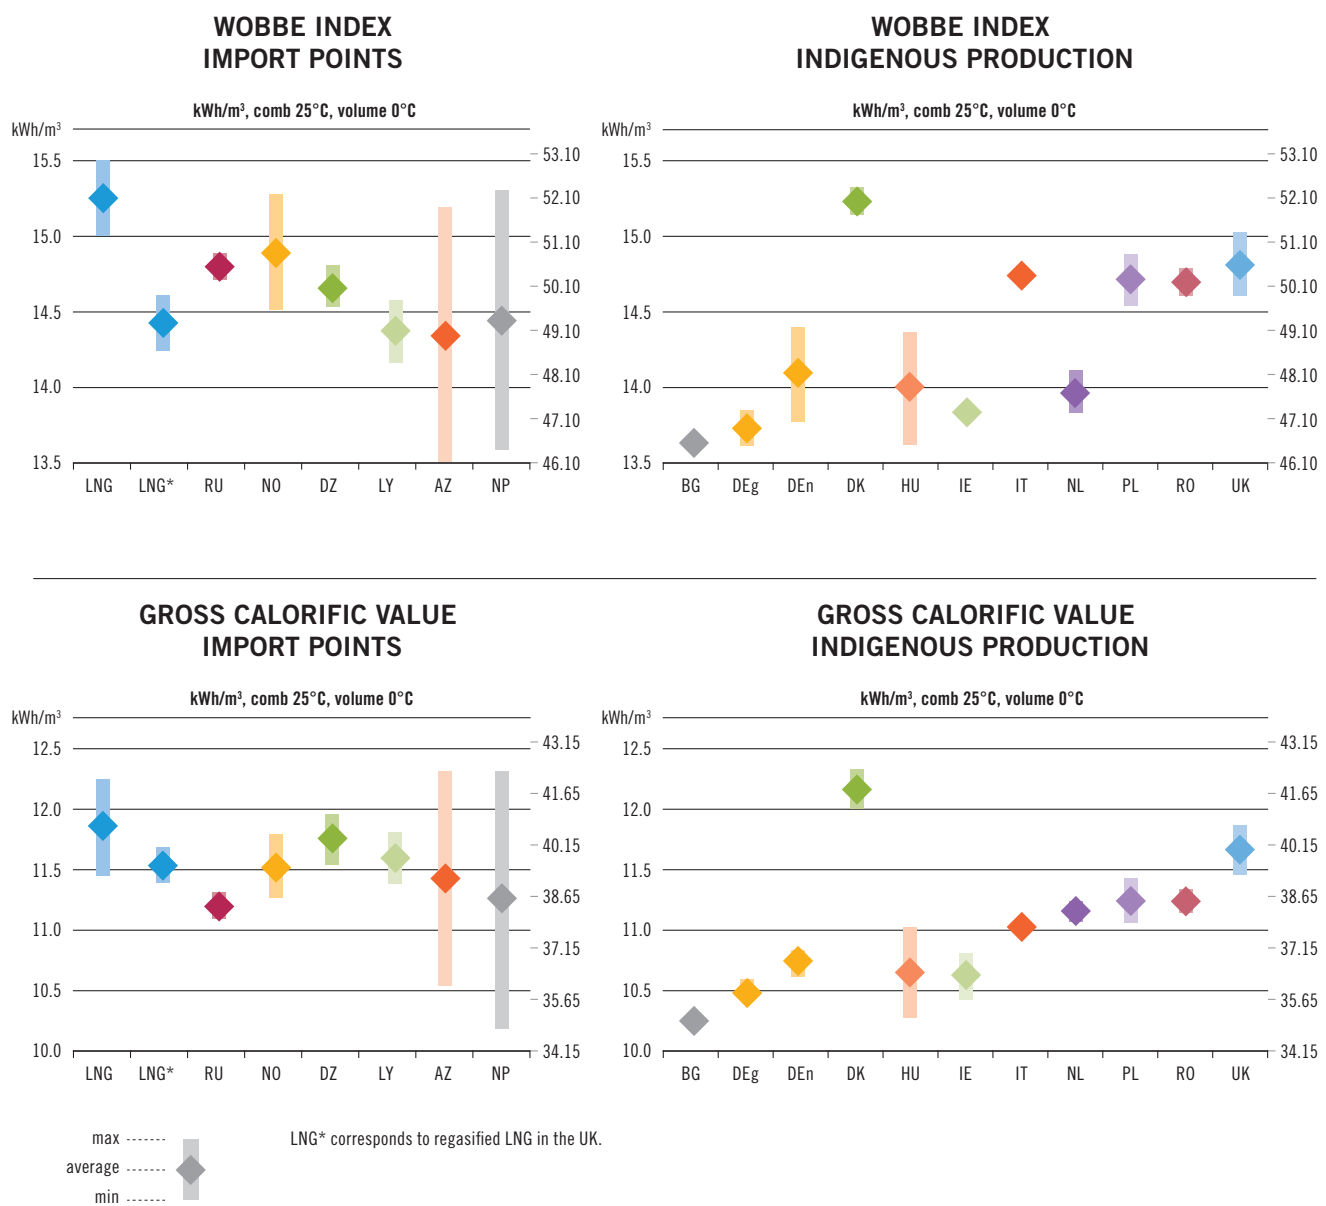 WOBBE INDEX
IMPORT POINTS
kWh/m³, comb 25°C, volume 0°C
kWh/m³
15.5
15.0
14.5
14.0
13.5
53.10
52.10
51.10
50.10
49.10
48.10
47.10
46.10
LNG LNG* RU NO DZ LY AZ NP
WOBBE INDEX
INDIGENOUS PRODUCTION
kWh/m³, comb 25°C, volume 0°C
kWh/m³
15.5
15.0
14.5
14.0
13.5
53.10
52.10
51.10
50.10
49.10
48.10
47.10
46.10
BG DEg DEn DK HU IE IT NL PL RO UK
GROSS CALORIFIC VALUE
IMPORT POINTS
kWh/m³, comb 25°C, volume 0°C
kWh/m³
12.5
12.0
11.5
11.0
10.5
10.0
43.15
41.65
40.15
38.65
37.15
35.65
34.15
LNG LNG* RU NO DZ LY AZ NP
GROSS CALORIFIC VALUE
INDIGENOUS PRODUCTION
kWh/m³, comb 25°C, volume 0°C
kWh/m³
12.5
12.0
11.5
11.0
10.5
10.0
43.15
41.65
40.15
38.65
37.15
35.65
34.15
BG DEg DEn DK HU IE IT NL PL RO UK
max
average
min
LNG* corresponds to regasified LNG in the UK.